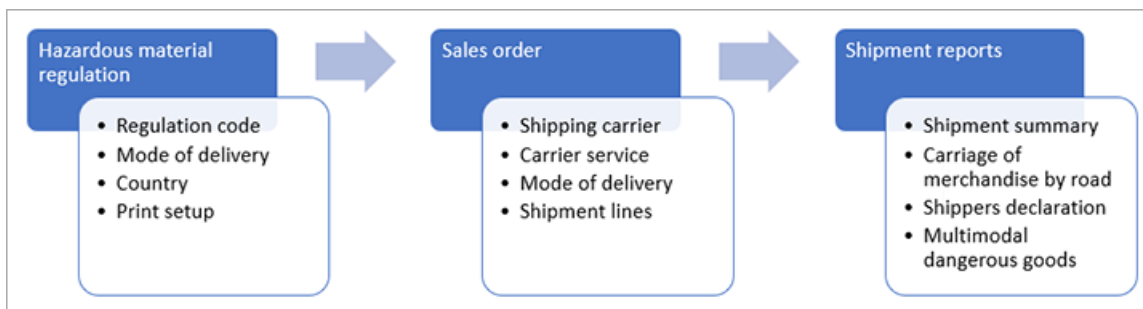 Hazardous material
regulation
• Regulation code
• Mode of delivery
• Country
• Print setup
Sales order
• Shipping carrier
• Carrier service
• Mode of delivery
• Shipment lines
Shipment reports
• Shipment summary
• Carriage of
merchandise by road
• Shippers declaration
• Multimodal
dangerous goods